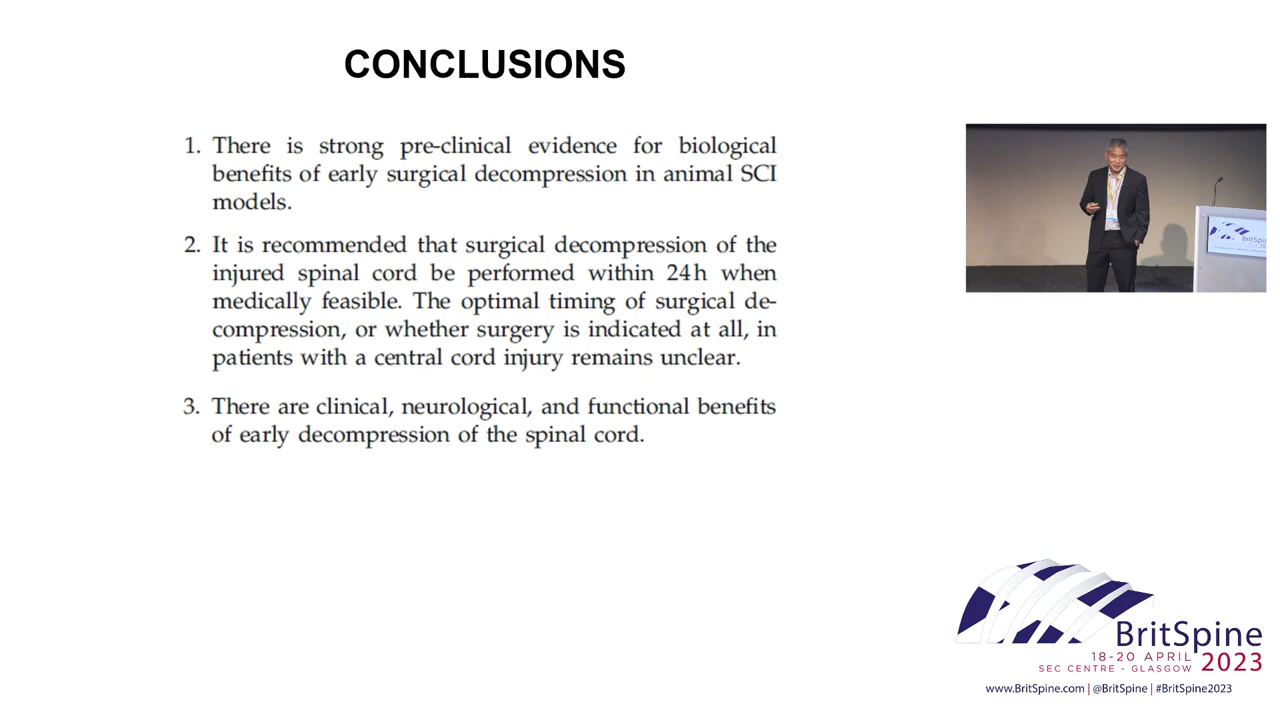 CONCLUSIONS
1. There is strong pre-clinical evidence for biological
benefits of early surgical decompression in animal SCI
models.
2. It is recommended that surgical decompression of the
injured spinal cord be performed within 24 h when
medically feasible. The optimal timing of surgical de-
compression, or whether surgery is indicated at all, in
patients with a central cord injury remains unclear.
3. There are clinical, neurological, and functional benefits
of early decompression of the spinal cord.
BritSpine
18-20 APRIL 2023
SEC CENTRE - GLASGOW
www.BritSpine.com | @BritSpine | #BritSpine2023